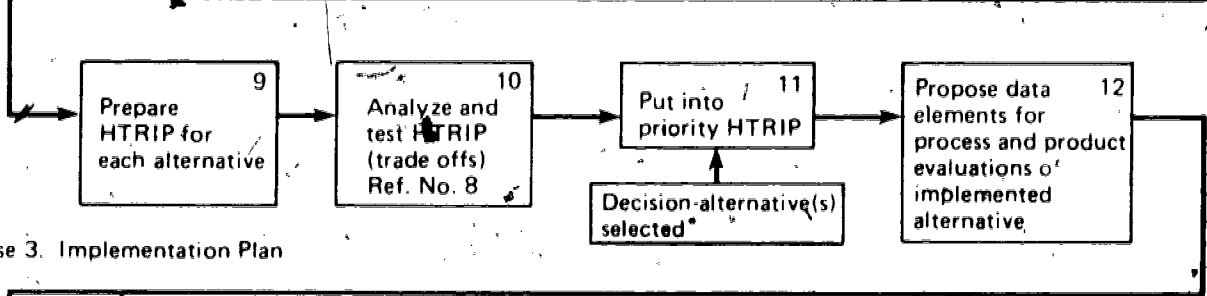 9
Prepare
HTRIP for
each alternative
10
Analyze and
test HTRIP
(trade offs)
Ref. No. 8
11
Put into
priority HTRIP
Decision-alternative(s)
selected*
12
Propose data
elements for
process and product
evaluations of
implemented
alternative
se 3. Implementation Plan